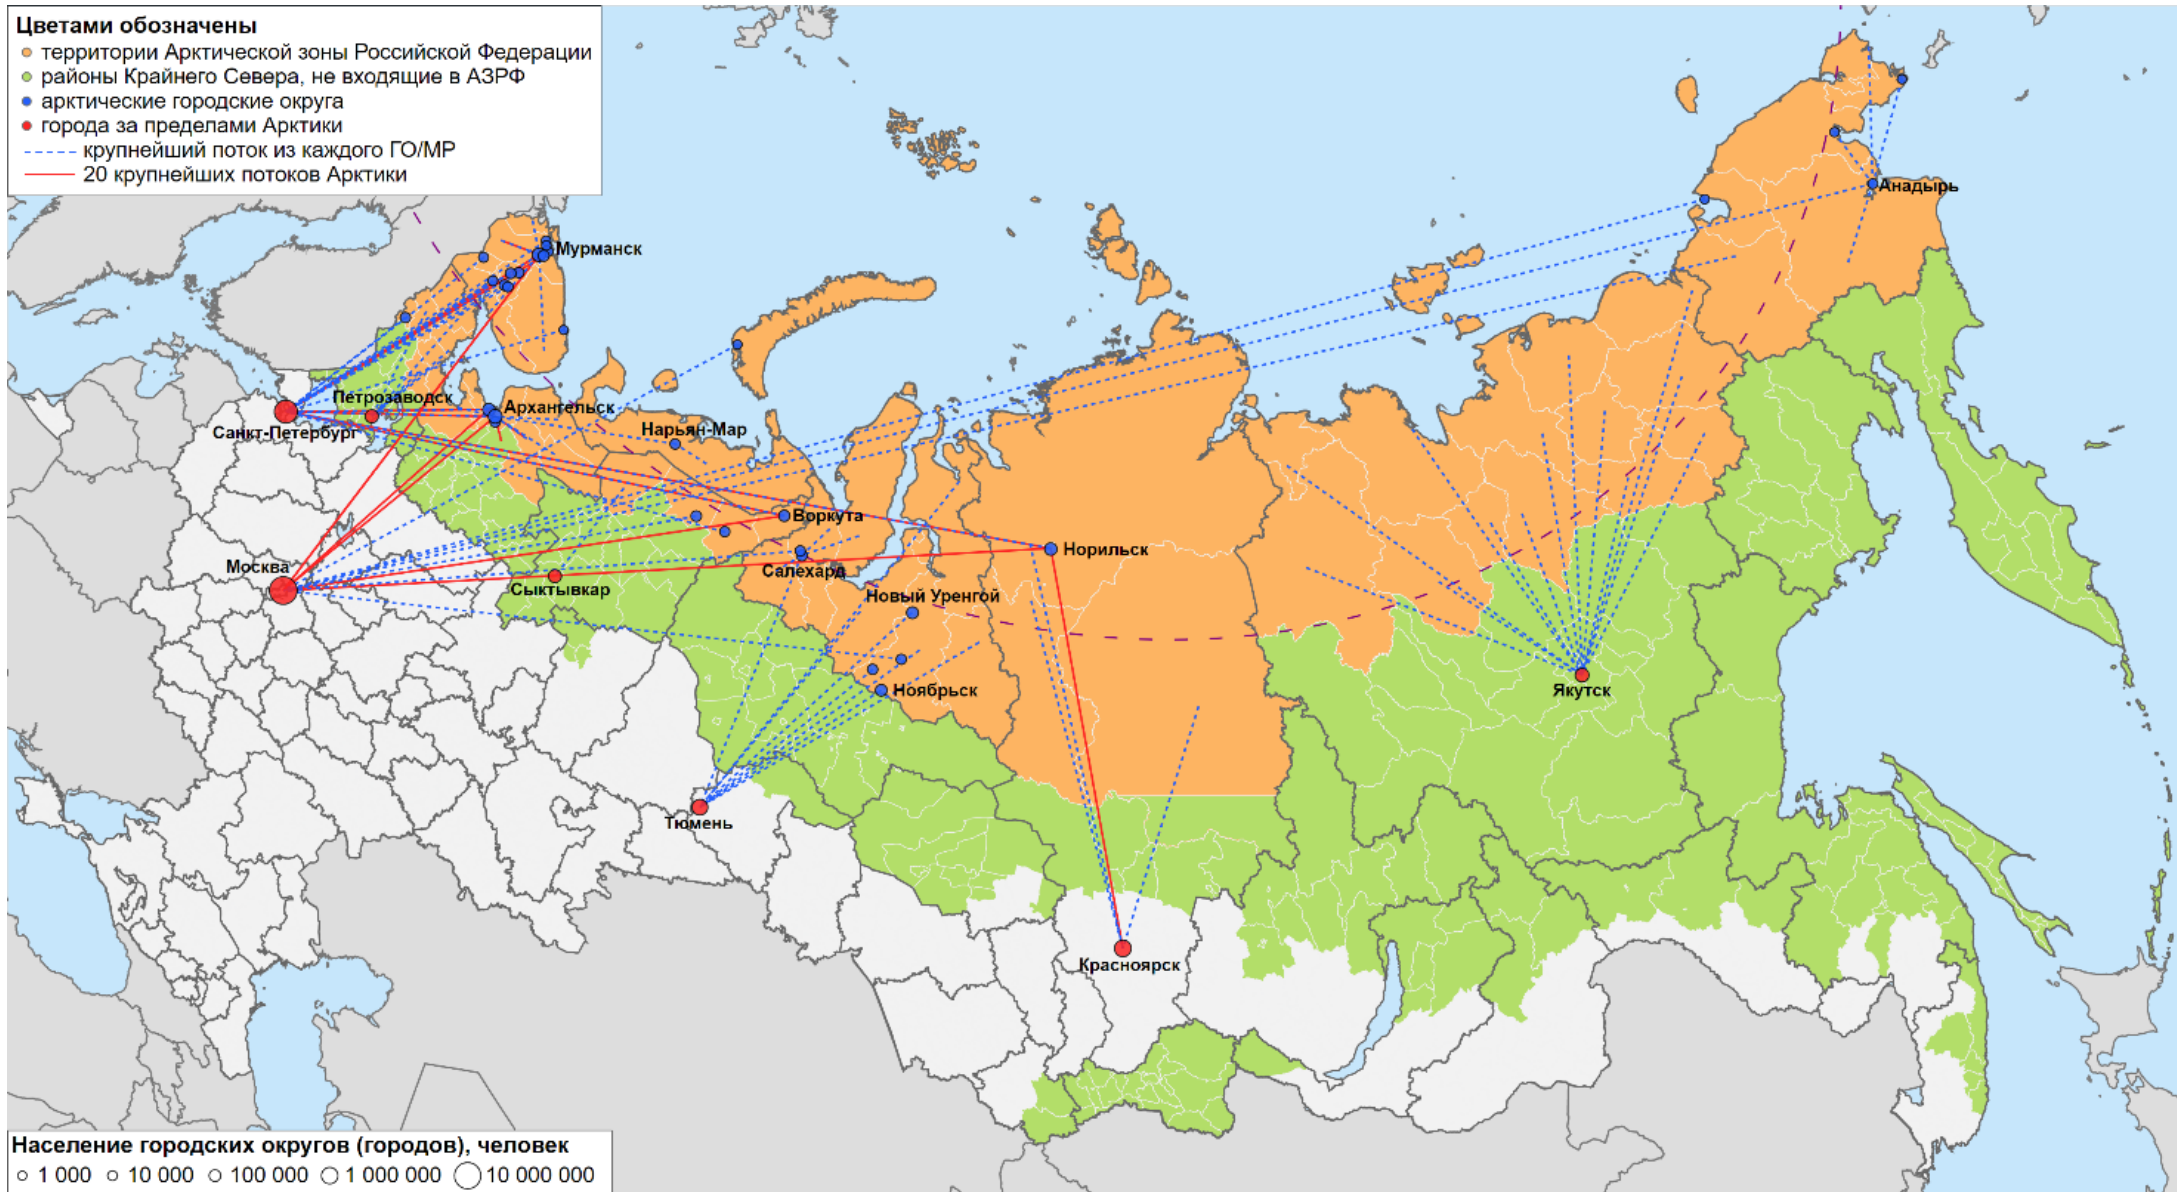 Цветами обозначены
территории Арктической зоны Российской Федерации
районы Крайнего Севера, не входящие в АЗРФ
арктические городские округа
города за пределами Арктики
крупнейший поток из каждого ГО/МР
20 крупнейших потоков Арктики
Анадырь
Мурманск
Петрозаводск
Архангельск
Санкт-Петербург
Нарьян-Мар
Воркута
Норильск
Москва
Салехард
Сыктывкар
Новый Уренгой
Ноябрьск
Якутск
Тюмень
Красноярск
Население городских округов (городов), человек
1 000 10 000 100 000 1 000 000 10 000 000